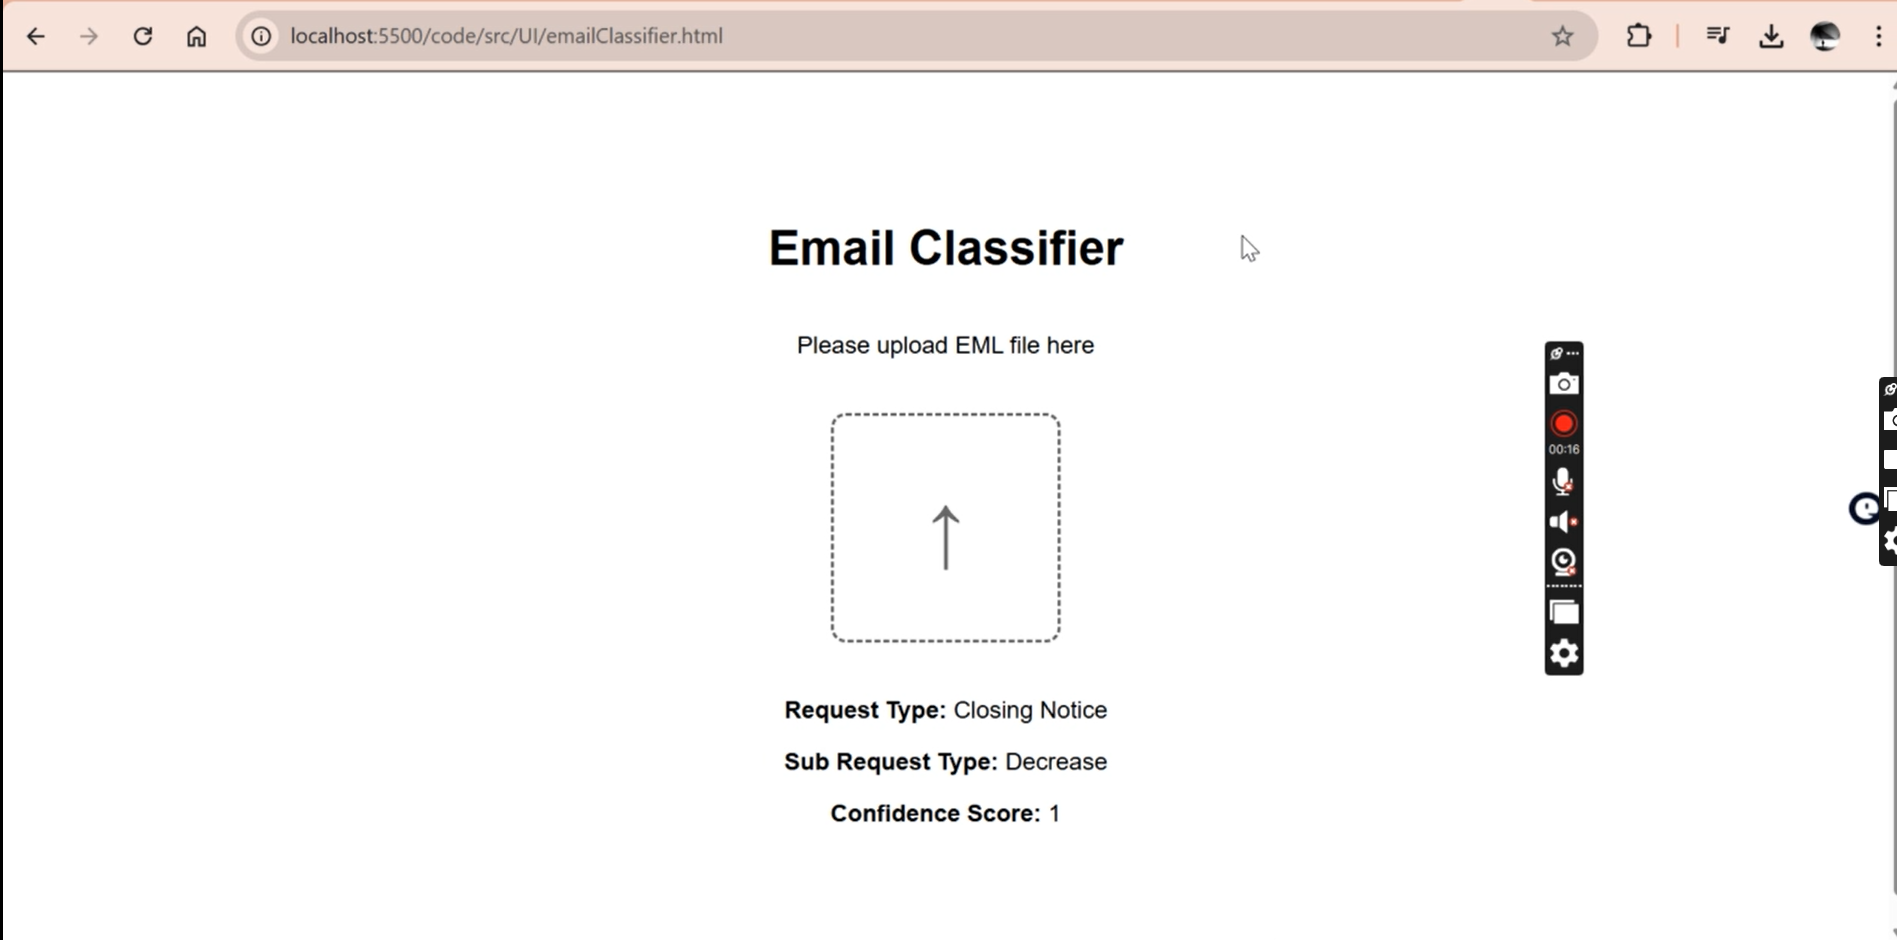 localhost:5500/code/src/UI/emailClassifier.html
Email Classifier
Please upload EML file here
00:16
Request Type: Closing Notice
Sub Request Type: Decrease
Confidence Score: 1